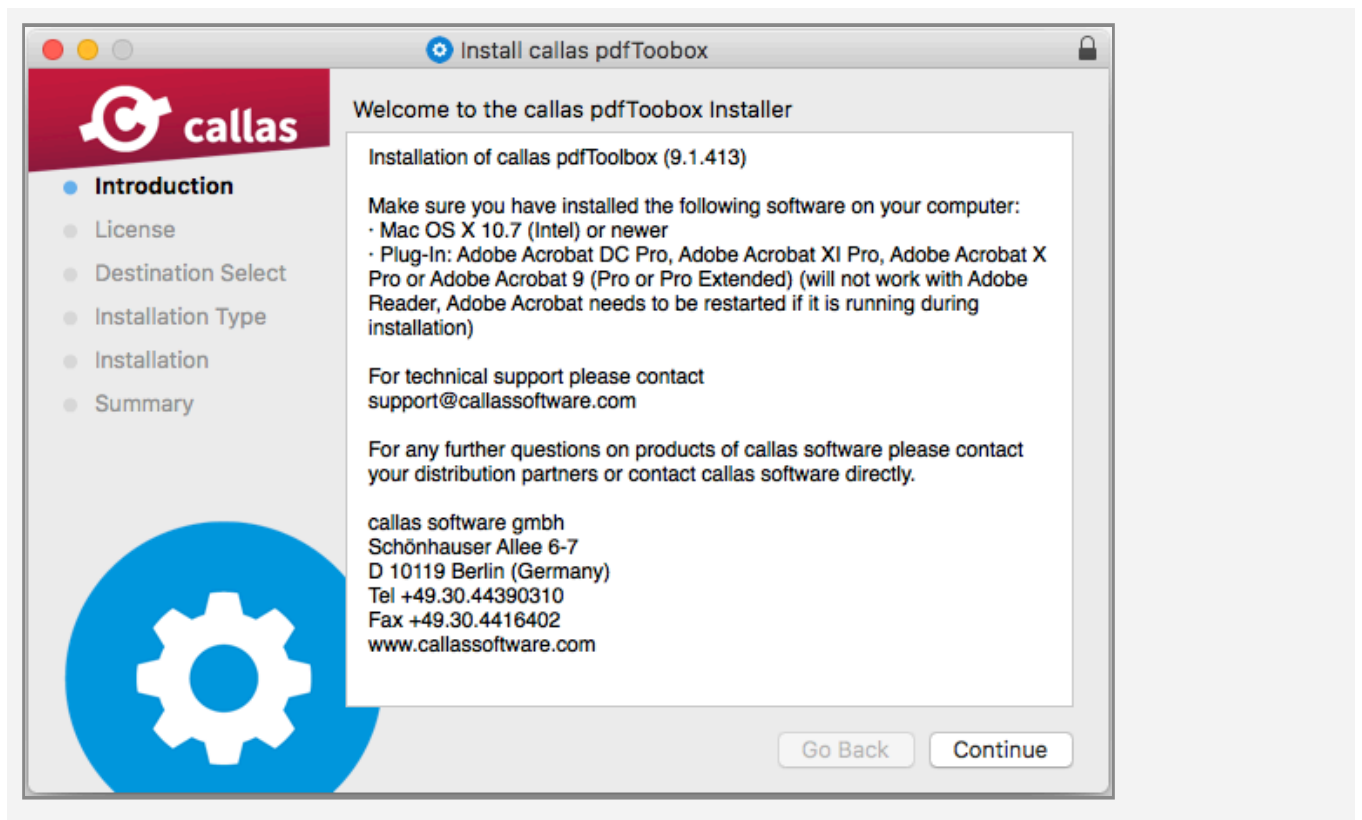 Install callas pdfToobox
callas
Welcome to the callas pdfToobox Installer
Introduction
License
Destination Select
Installation Type
Installation
Summary
Installation of callas pdfToolbox (9.1.413)
Make sure you have installed the following software on your computer:
· Mac OS X 10.7 (Intel) or newer
· Plug-In: Adobe Acrobat DC Pro, Adobe Acrobat XI Pro, Adobe Acrobat X
Pro or Adobe Acrobat 9 (Pro or Pro Extended) (will not work with Adobe
Reader, Adobe Acrobat needs to be restarted if it is running during
installation)
For technical support please contact
support@callassoftware.com
For any further questions on products of callas software please contact
your distribution partners or contact callas software directly.
callas software gmbh
Schönhauser Allee 6-7
D 10119 Berlin (Germany)
Tel +49.30.44390310
Fax +49.30.4416402
www.callassoftware.com
Go Back
Continue